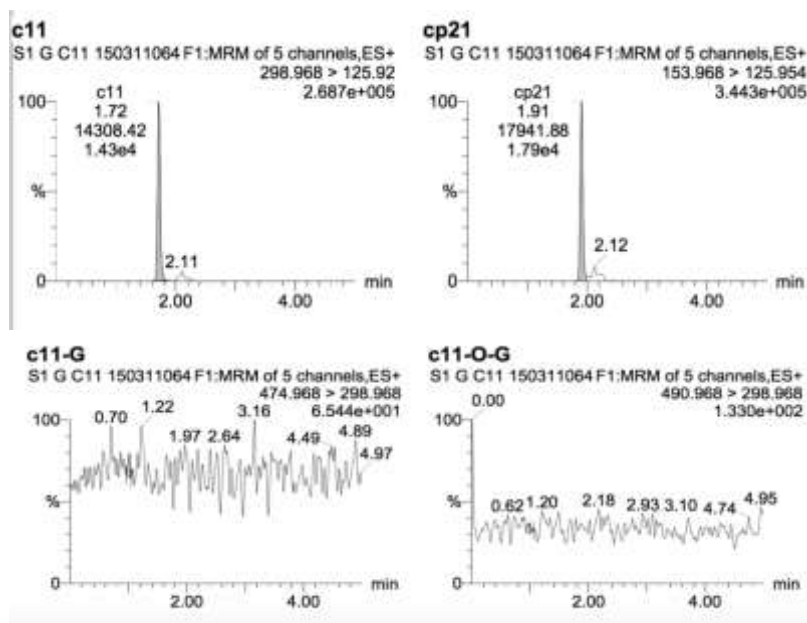 c11
S1 G C11 150311064 F1:MRM of 5 channels,ES+
298.968 > 125.92
2.687e+005
100
c11
1.72
14308.42
1.43e4
%
2.11
0
2.00
4.00
min
cp21
S1 G C11 150311064 F1:MRM of 5 channels,ES+
153.968 > 125.954
3.443e+005
100
cp21
1.91
17941.88
1.79e4
%
2.12
0
2.00
4.00
min
c11-G
S1 G C11 150311064 F1:MRM of 5 channels,ES+
474.968 > 298.968
6.544e+001
100
0.70
1.22
1.97
2.64
3.16
4.49
4.89
4.97
%
0
2.00
4.00
min
c11-O-G
S1 G C11 150311064 F1:MRM of 5 channels,ES+
490.968 > 298.968
1.330e+002
100
0.00
%
0.62
1.20
2.18
2.93
3.10
4.74
4.95
0
2.00
4.00
min